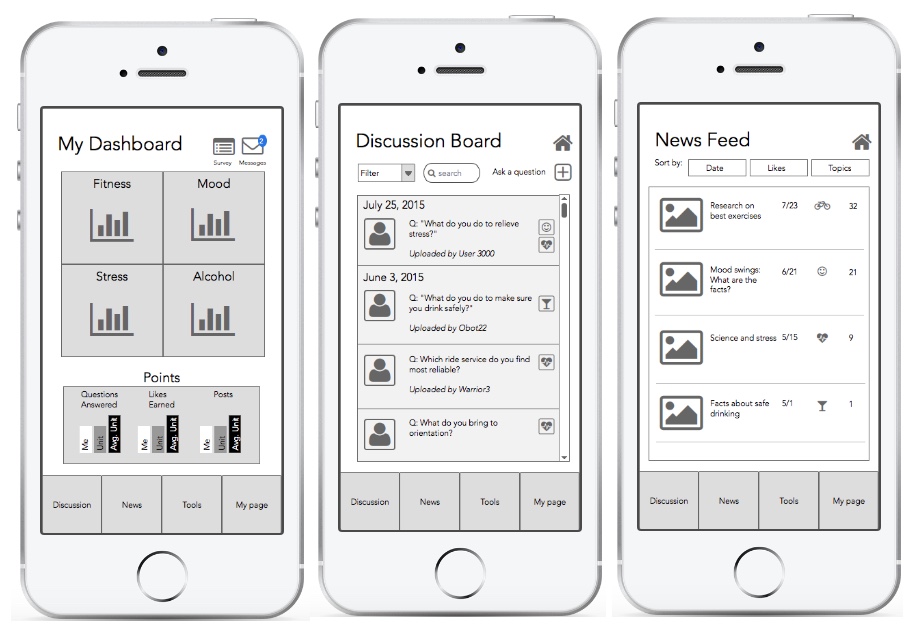 My Dashboard
2
Survey
Messages
Fitness
Mood
Stress
Alcohol
Points
Questions
Answered
Likes
Earned
Posts
Me
Unit
Avg. Unit
Me
Unit
Avg. Unit
Me
Unit
Avg. Unit
Discussion
News
Tools
My page
Discussion Board
Filter
search
Ask a question
July 25, 2015
Q: "What do you do to relieve
stress?"
Uploaded by User 3000
June 3, 2015
Q: "What do you do to make sure
you drink safely?"
Uploaded by Obot22
Q: Which ride service do you find
most reliable?
Uploaded by Warrior3
Q: What do you bring to
orientation?
Discussion
News
Tools
My page
News Feed
Sort by:
Date
Likes
Topics
Research on
best exercises
7/23
32
Mood swings:
What are the
facts?
6/21
21
Science and stress
5/15
9
Facts about safe
drinking
5/1
1
Discussion
News
Tools
My page